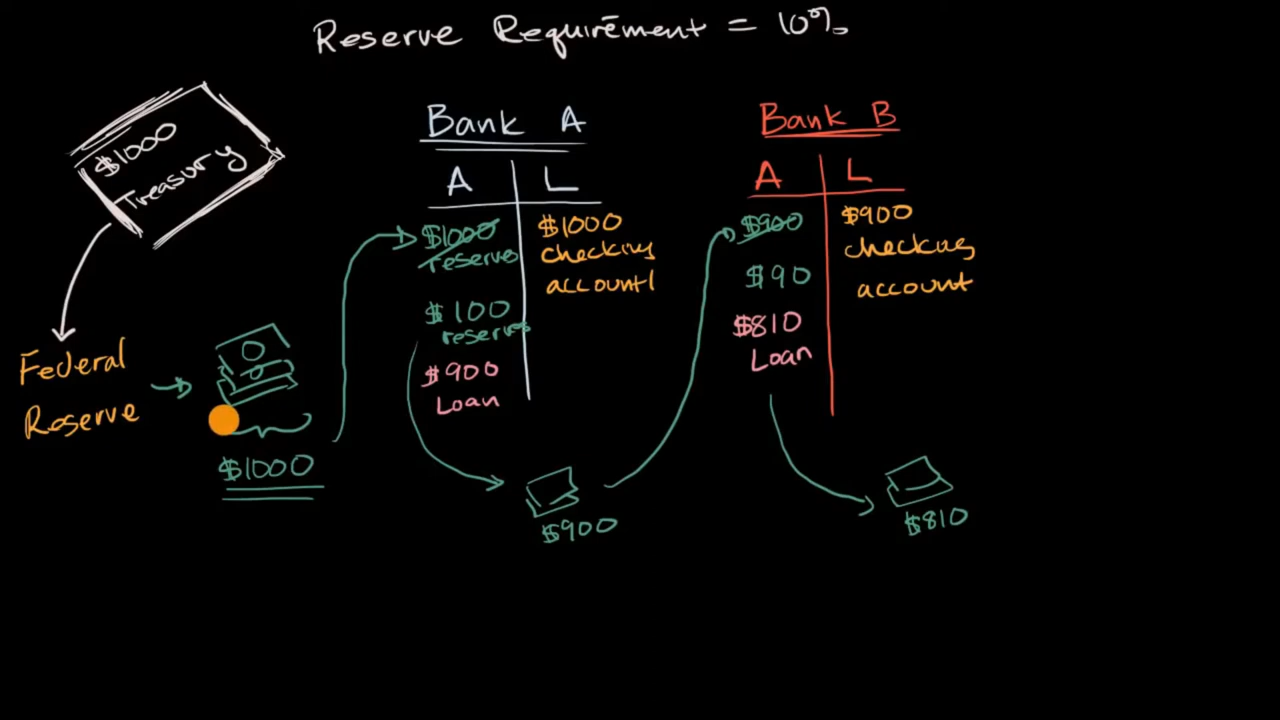 Reserve Requirement = 10%
$1000
Treasury
Federal
Reserve
$1000
Bank A
A L
$1000
reserves
$1000
checking
account
$100
reserves
$900
Loan
$900
Bank B
A L
$900
$900
checking
account
$90
$810
Loan
$810